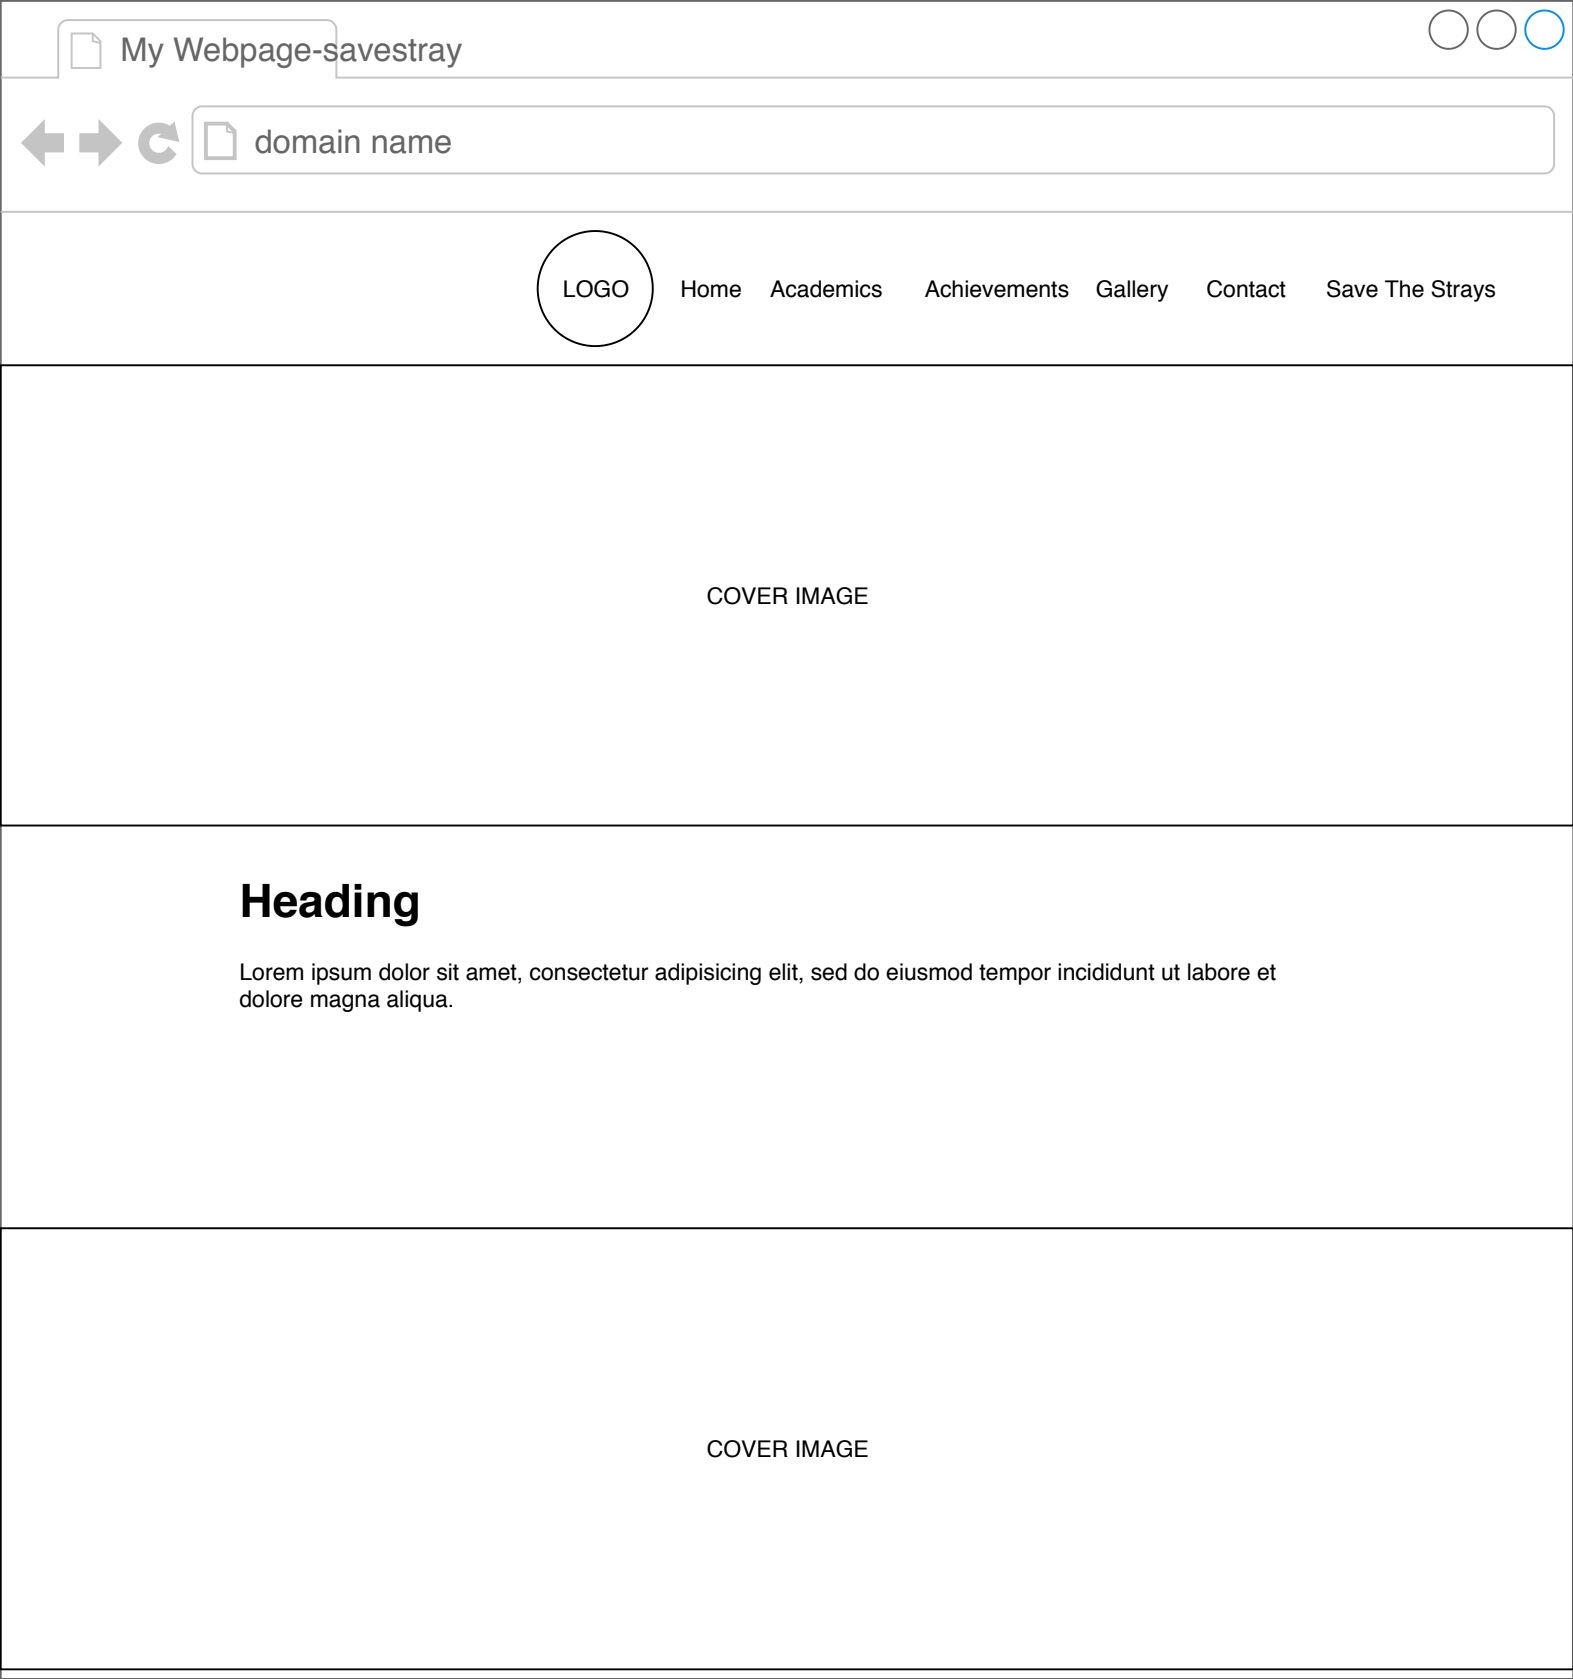 My Webpage-savestray
domain name
LOGO Home Academics Achievements Gallery Contact Save The Strays
COVER IMAGE
Heading
Lorem ipsum dolor sit amet, consectetur adipisicing elit, sed do eiusmod tempor incididunt ut labore et
dolore magna aliqua.
COVER IMAGE